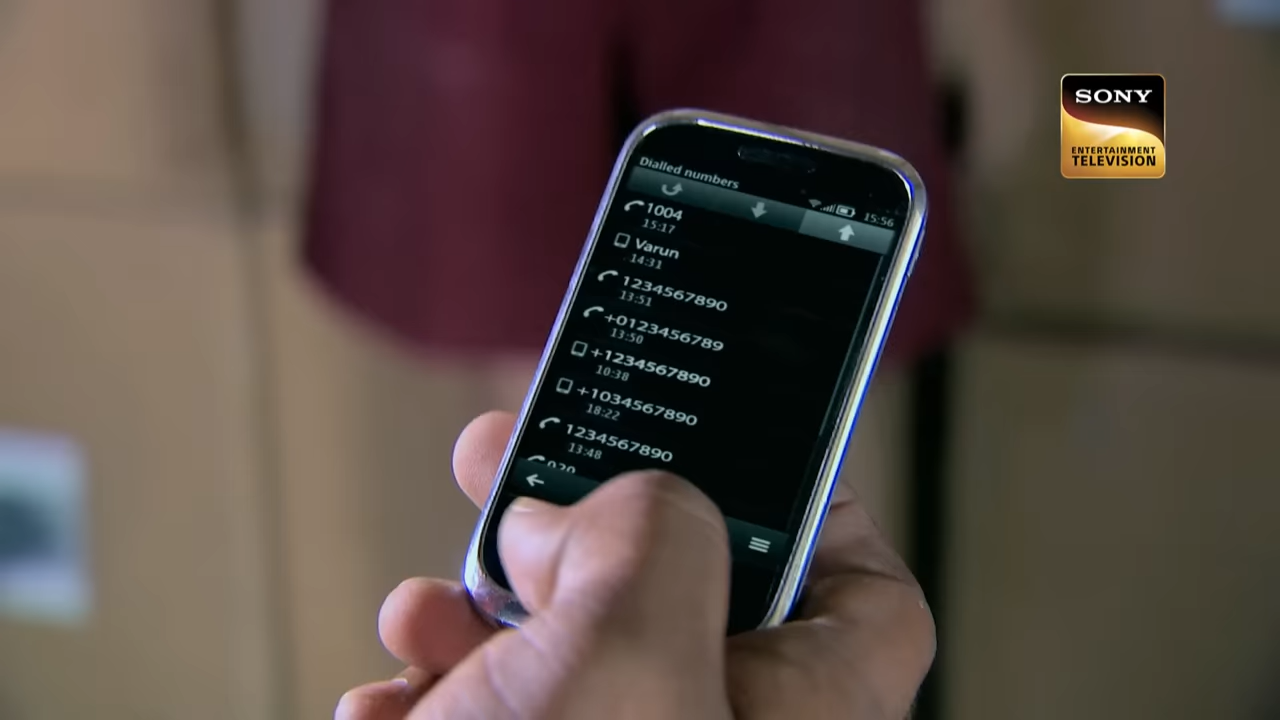 SONY
ENTERTAINMENT
TELEVISION
Dialled numbers
15:56
1004
15:17
Varun
14:31
1234567890
13:51
+0123456789
13:50
+1234567890
10:38
+1034567890
18:22
1234567890
13:48